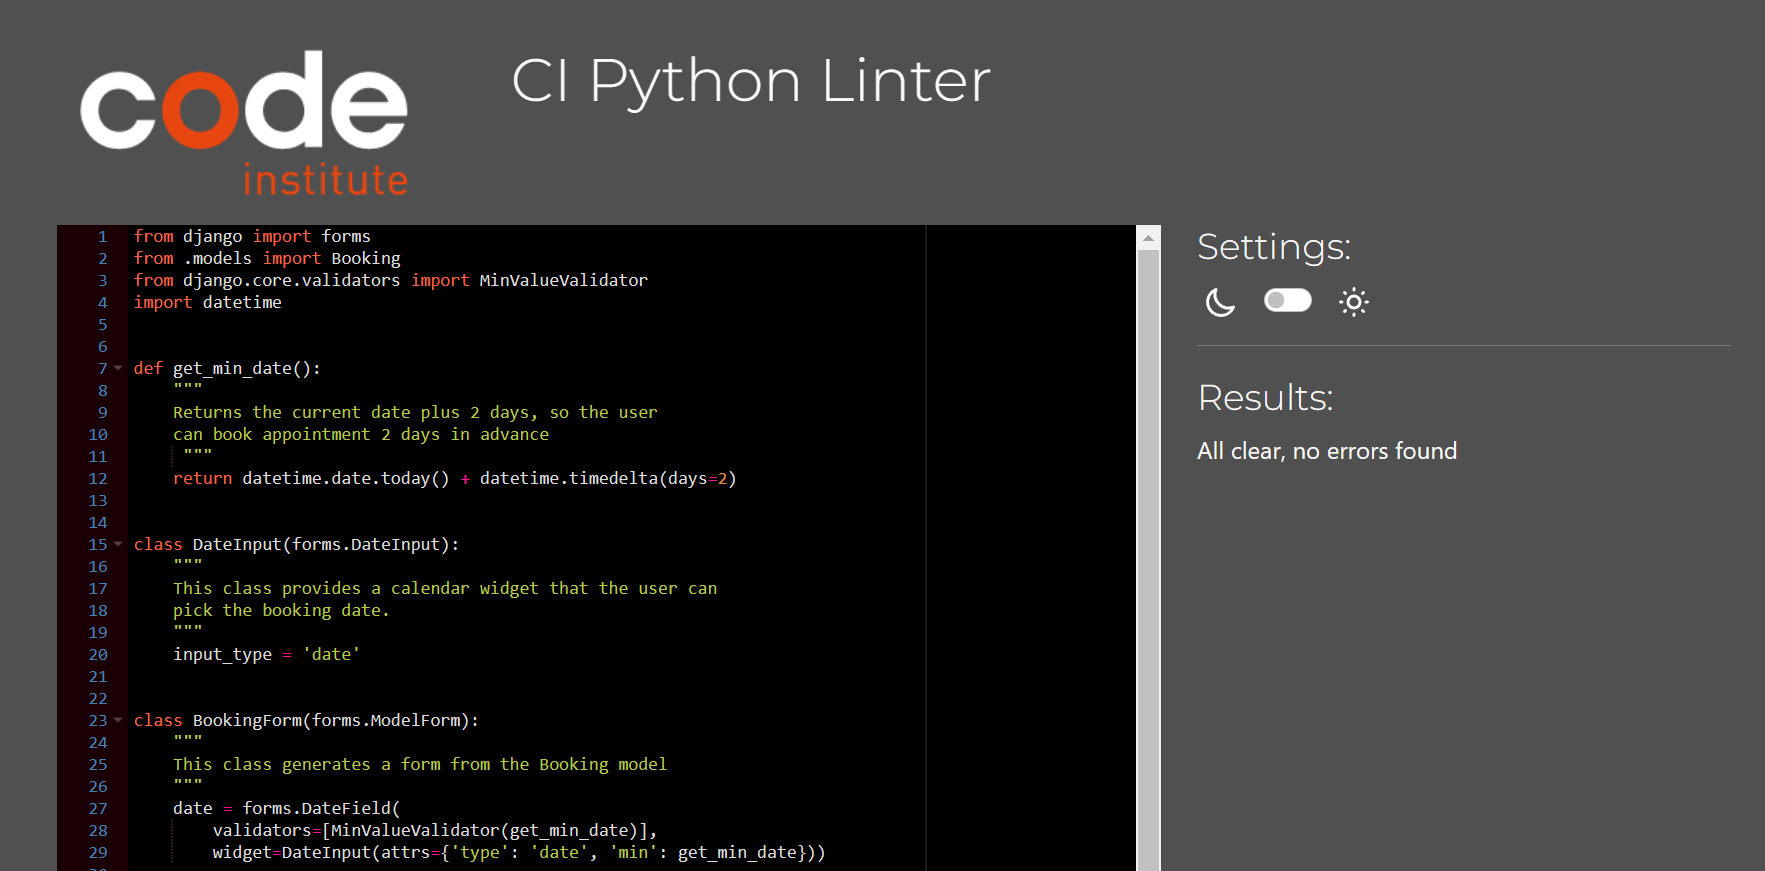 code
institute
CI Python Linter
1 from django import forms
2 from .models import Booking
3 from django.core.validators import MinValueValidator
4 import datetime
5
6
7 def get_min_date():
8     """
9     Returns the current date plus 2 days, so the user
10     can book appointment 2 days in advance
11      """
12     return datetime.date.today() + datetime.timedelta(days=2)
13
14
15 class DateInput(forms.DateInput):
16     """
17     This class provides a calendar widget that the user can
18     pick the booking date.
19     """
20     input_type = 'date'
21
22
23 class BookingForm(forms.ModelForm):
24     """
25     This class generates a form from the Booking model
26     """
27     date = forms.DateField(
28         validators=[MinValueValidator(get_min_date)],
29         widget=DateInput(attrs={'type': 'date', 'min': get_min_date}))
Settings:
Results:
All clear, no errors found